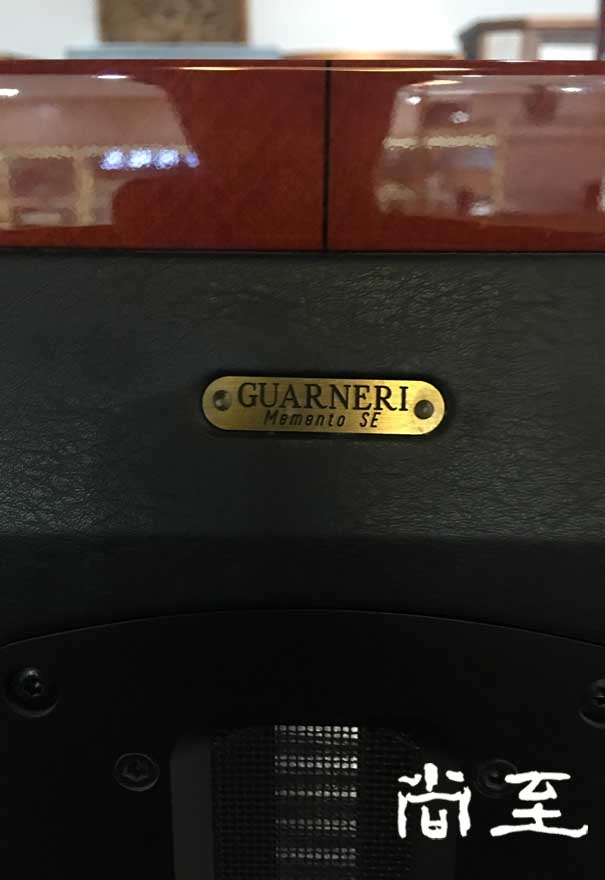 GUARNERI
Memento SE
尚至